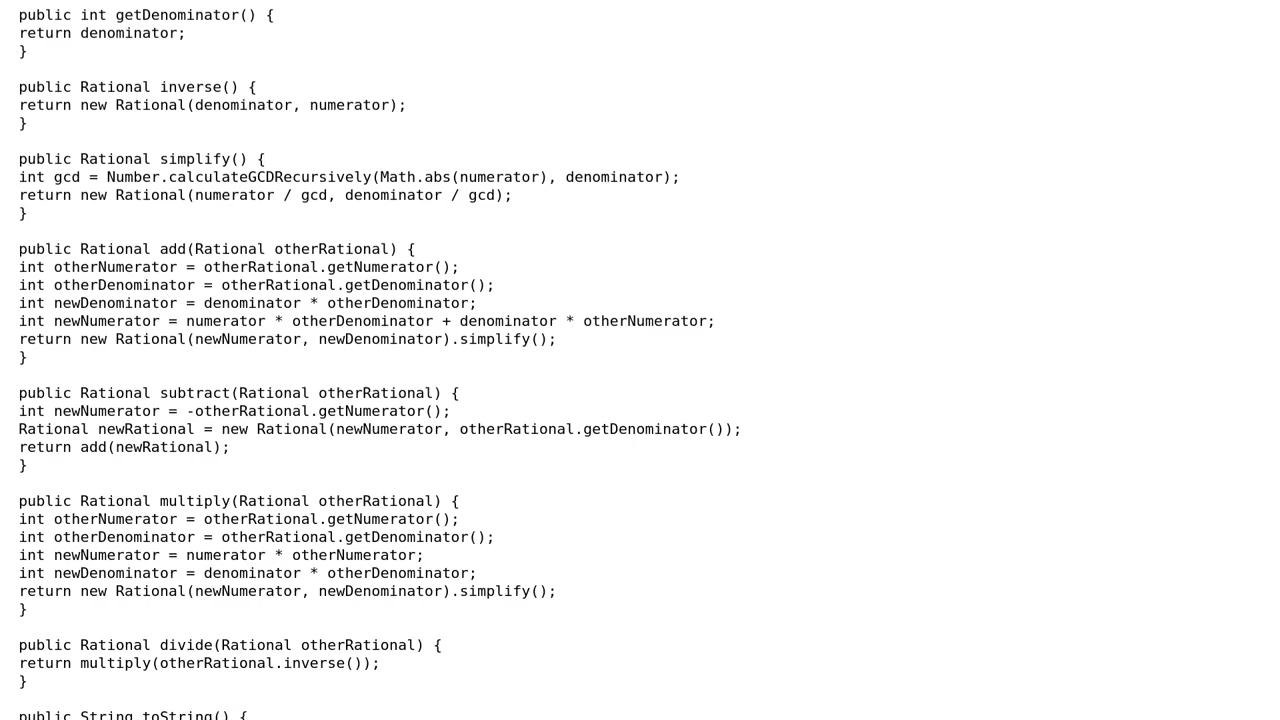 public int getDenominator() {
return denominator;
}
public Rational inverse() {
return new Rational(denominator, numerator);
}
public Rational simplify() {
int gcd = Number.calculateGCDRecursively(Math.abs(numerator), denominator);
return new Rational(numerator / gcd, denominator / gcd);
}
public Rational add(Rational otherRational) {
int otherNumerator = otherRational.getNumerator();
int otherDenominator = otherRational.getDenominator();
int newDenominator = denominator * otherDenominator;
int newNumerator = numerator * otherDenominator + denominator * otherNumerator;
return new Rational(newNumerator, newDenominator).simplify();
}
public Rational subtract(Rational otherRational) {
int newNumerator = -otherRational.getNumerator();
Rational newRational = new Rational(newNumerator, otherRational.getDenominator());
return add(newRational);
}
public Rational multiply(Rational otherRational) {
int otherNumerator = otherRational.getNumerator();
int otherDenominator = otherRational.getDenominator();
int newNumerator = numerator * otherNumerator;
int newDenominator = denominator * otherDenominator;
return new Rational(newNumerator, newDenominator).simplify();
}
public Rational divide(Rational otherRational) {
return multiply(otherRational.inverse());
}
public String toString() {